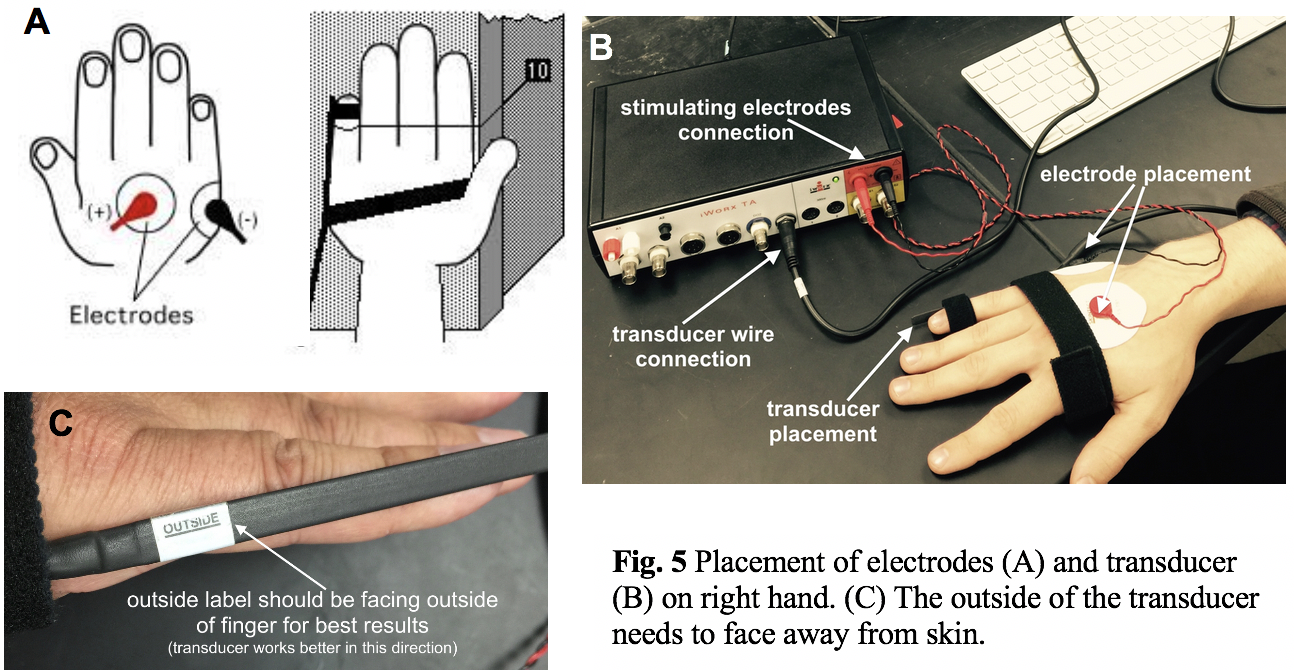 A
10
(+)
(-)
Electrodes
B
stimulating electrodes
connection
electrode placement
iWorx TA
transducer wire
connection
transducer
placement
C
OUTSIDE
outside label should be facing outside
of finger for best results
(transducer works better in this direction)
Fig. 5 Placement of electrodes (A) and transducer
(B) on right hand. (C) The outside of the transducer
needs to face away from skin.